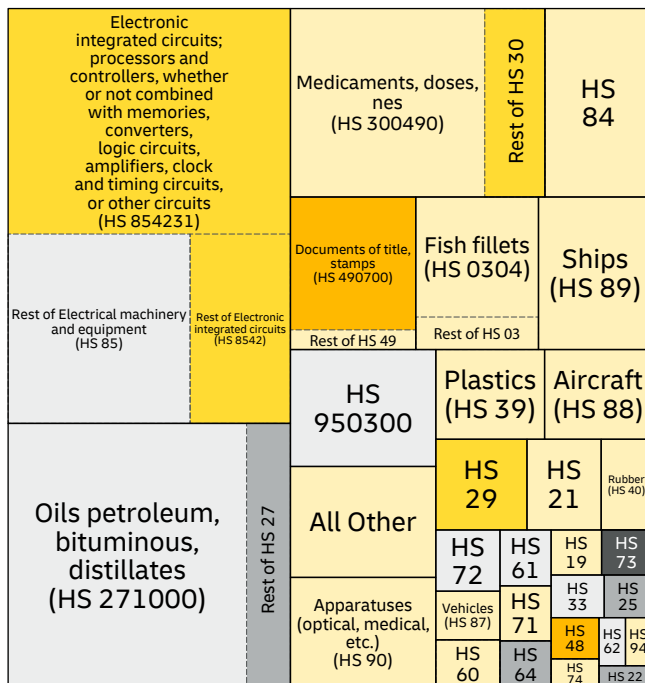 Electronic
integrated circuits;
processors and
controllers, whether
or not combined
with memories,
converters,
logic circuits,
amplifiers, clock
and timing circuits,
or other circuits
(HS 854231)
Rest of Electrical machinery
and equipment
(HS 85)
Rest of Electronic
integrated circuits
(HS 8542)
Oils petroleum,
bituminous,
distillates
(HS 271000)
Rest of HS 27
Medicaments, doses,
nes
(HS 300490)
Rest of HS 30
HS
84
Documents of title,
stamps
(HS 490700)
Rest of HS 49
Fish fillets
(HS 0304)
Rest of HS 03
Ships
(HS 89)
HS
950300
All Other
Apparatuses
(optical, medical,
etc.)
(HS 90)
Plastics
(HS 39)
Aircraft
(HS 88)
HS
29
HS
21
Rubber
(HS 40)
HS
72
HS
61
HS
19
HS
73
HS
33
HS
25
Vehicles
(HS 87)
HS
71
HS
48
HS
62
HS
94
HS
60
HS
64
HS
74
HS 22